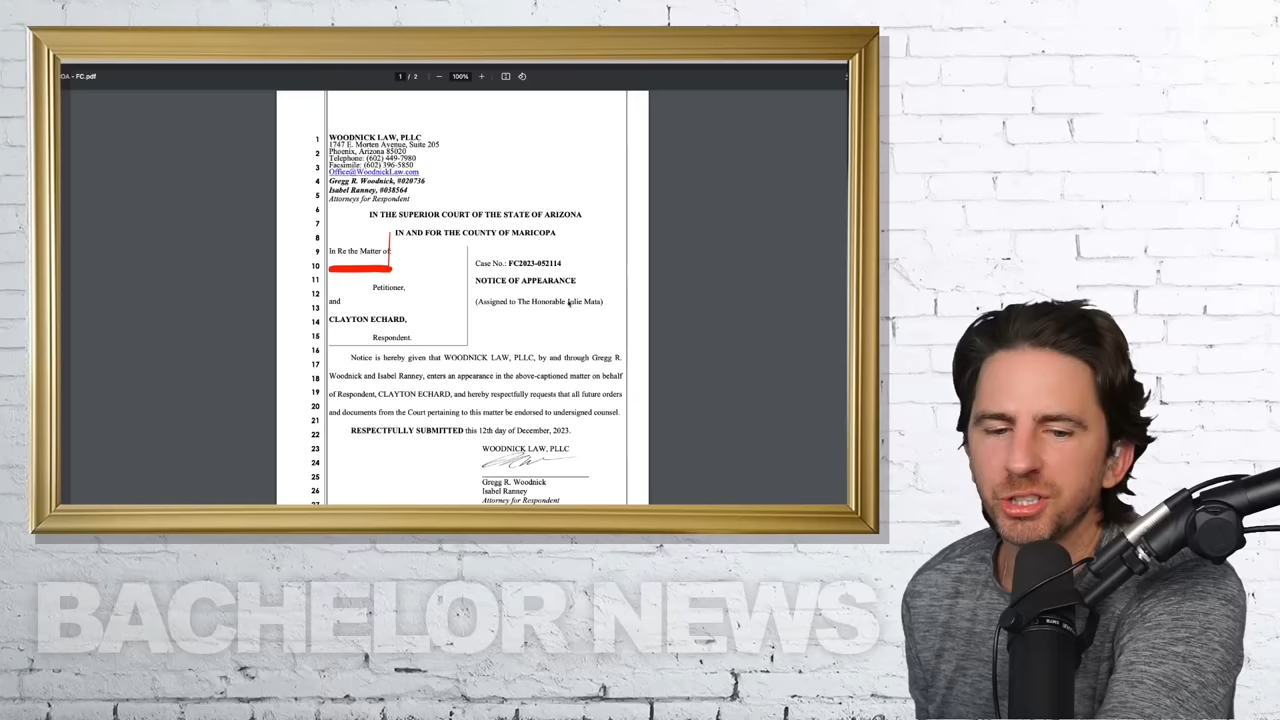 OA - FC.pdf
1 / 2
100%
1 WOODNICK LAW, PLLC
1747 E. Morten Avenue, Suite 205
2 Phoenix, Arizona 85020
Telephone: (602) 449-7980
3 Facsimile: (602) 396-5850
Office@WoodnickLaw.com
4 Gregg R. Woodnick, #020736
Isabel Ranney, #038564
5 Attorneys for Respondent
6 IN THE SUPERIOR COURT OF THE STATE OF ARIZONA
7
8 IN AND FOR THE COUNTY OF MARICOPA
9 In Re the Matter of:
Case No.: FC2023-052114
10
11 NOTICE OF APPEARANCE
12 Petitioner,
13 and (Assigned to The Honorable Julie Mata)
14 CLAYTON ECHARD,
15 Respondent.
16
17 Notice is hereby given that WOODNICK LAW, PLLC, by and through Gregg R.
18 Woodnick and Isabel Ranney, enters an appearance in the above-captioned matter on behalf
19 of Respondent, CLAYTON ECHARD, and hereby respectfully requests that all future orders
20 and documents from the Court pertaining to this matter be endorsed to undersigned counsel.
21
22 RESPECTFULLY SUBMITTED this 12th day of December, 2023.
23 WOODNICK LAW, PLLC
24
25
Gregg R. Woodnick
26 Isabel Ranney
Attorney for Respondent
BACHELOR NEWS